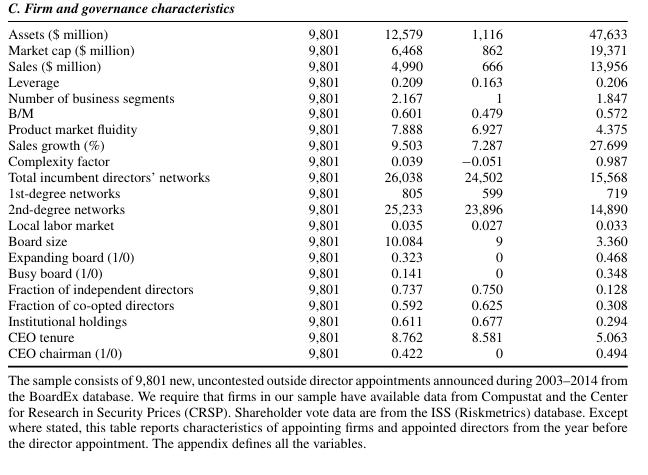 C. Firm and governance characteristics
Assets ($ million) 9,801 12,579 1,116 47,633
Market cap ($ million) 9,801 6,468 862 19,371
Sales ($ million) 9,801 4,990 666 13,956
Leverage 9,801 0.209 0.163 0.206
Number of business segments 9,801 2.167 1 1.847
B/M 9,801 0.601 0.479 0.572
Product market fluidity 9,801 7.888 6.927 4.375
Sales growth (%) 9,801 9.503 7.287 27.699
Complexity factor 9,801 0.039 −0.051 0.987
Total incumbent directors' networks 9,801 26,038 24,502 15,568
1st-degree networks 9,801 805 599 719
2nd-degree networks 9,801 25,233 23,896 14,890
Local labor market 9,801 0.035 0.027 0.033
Board size 9,801 10.084 9 3.360
Expanding board (1/0) 9,801 0.323 0 0.468
Busy board (1/0) 9,801 0.141 0 0.348
Fraction of independent directors 9,801 0.737 0.750 0.128
Fraction of co-opted directors 9,801 0.592 0.625 0.308
Institutional holdings 9,801 0.611 0.677 0.294
CEO tenure 9,801 8.762 8.581 5.063
CEO chairman (1/0) 9,801 0.422 0 0.494
The sample consists of 9,801 new, uncontested outside director appointments announced during 2003–2014 from
the BoardEx database. We require that firms in our sample have available data from Compustat and the Center
for Research in Security Prices (CRSP). Shareholder vote data are from the ISS (Riskmetrics) database. Except
where stated, this table reports characteristics of appointing firms and appointed directors from the year before
the director appointment. The appendix defines all the variables.